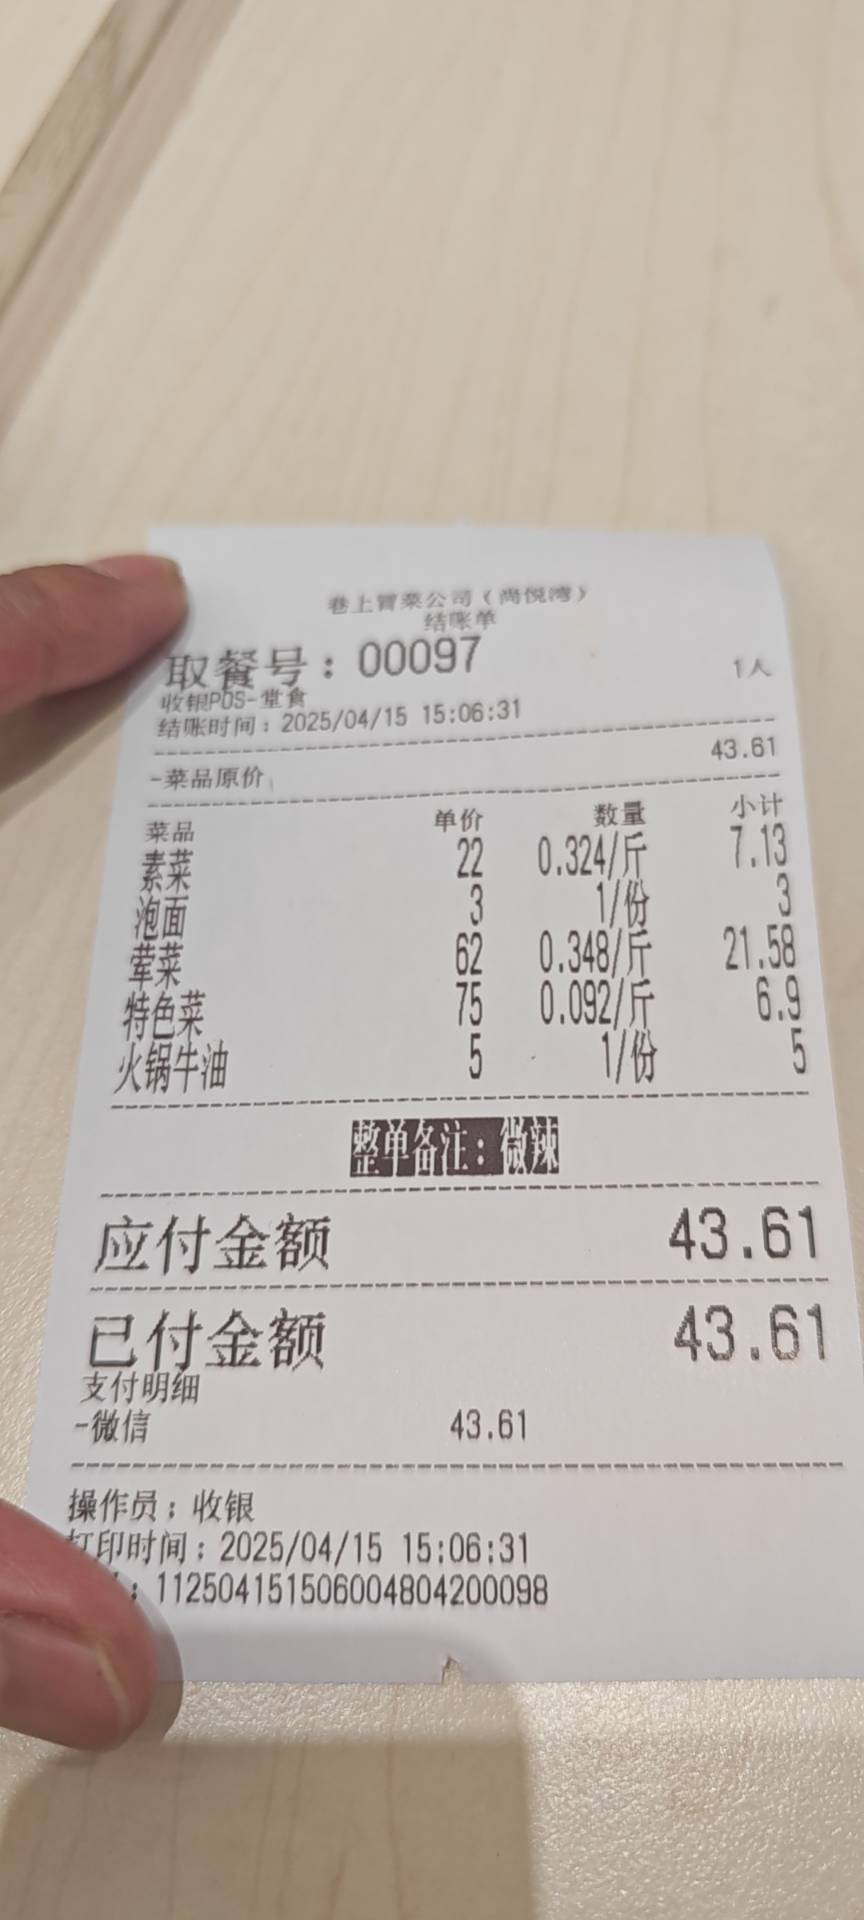 巷上冒菜公司（尚悦湾）
结账单
取餐号：00097 1人
收银POS-堂食
结账时间：2025/04/15 15:06:31
43.61
-菜品原价
菜品 单价 数量 小计
素菜 22 0.324/斤 7.13
泡面 3 1/份 3
荤菜 62 0.348/斤 21.58
特色菜 75 0.092/斤 6.9
火锅牛油 5 1/份 5
整单备注：微辣
应付金额 43.61
已付金额 43.61
支付明细
-微信 43.61
操作员：收银
打印时间：2025/04/15 15:06:31
：112504151506004804200098